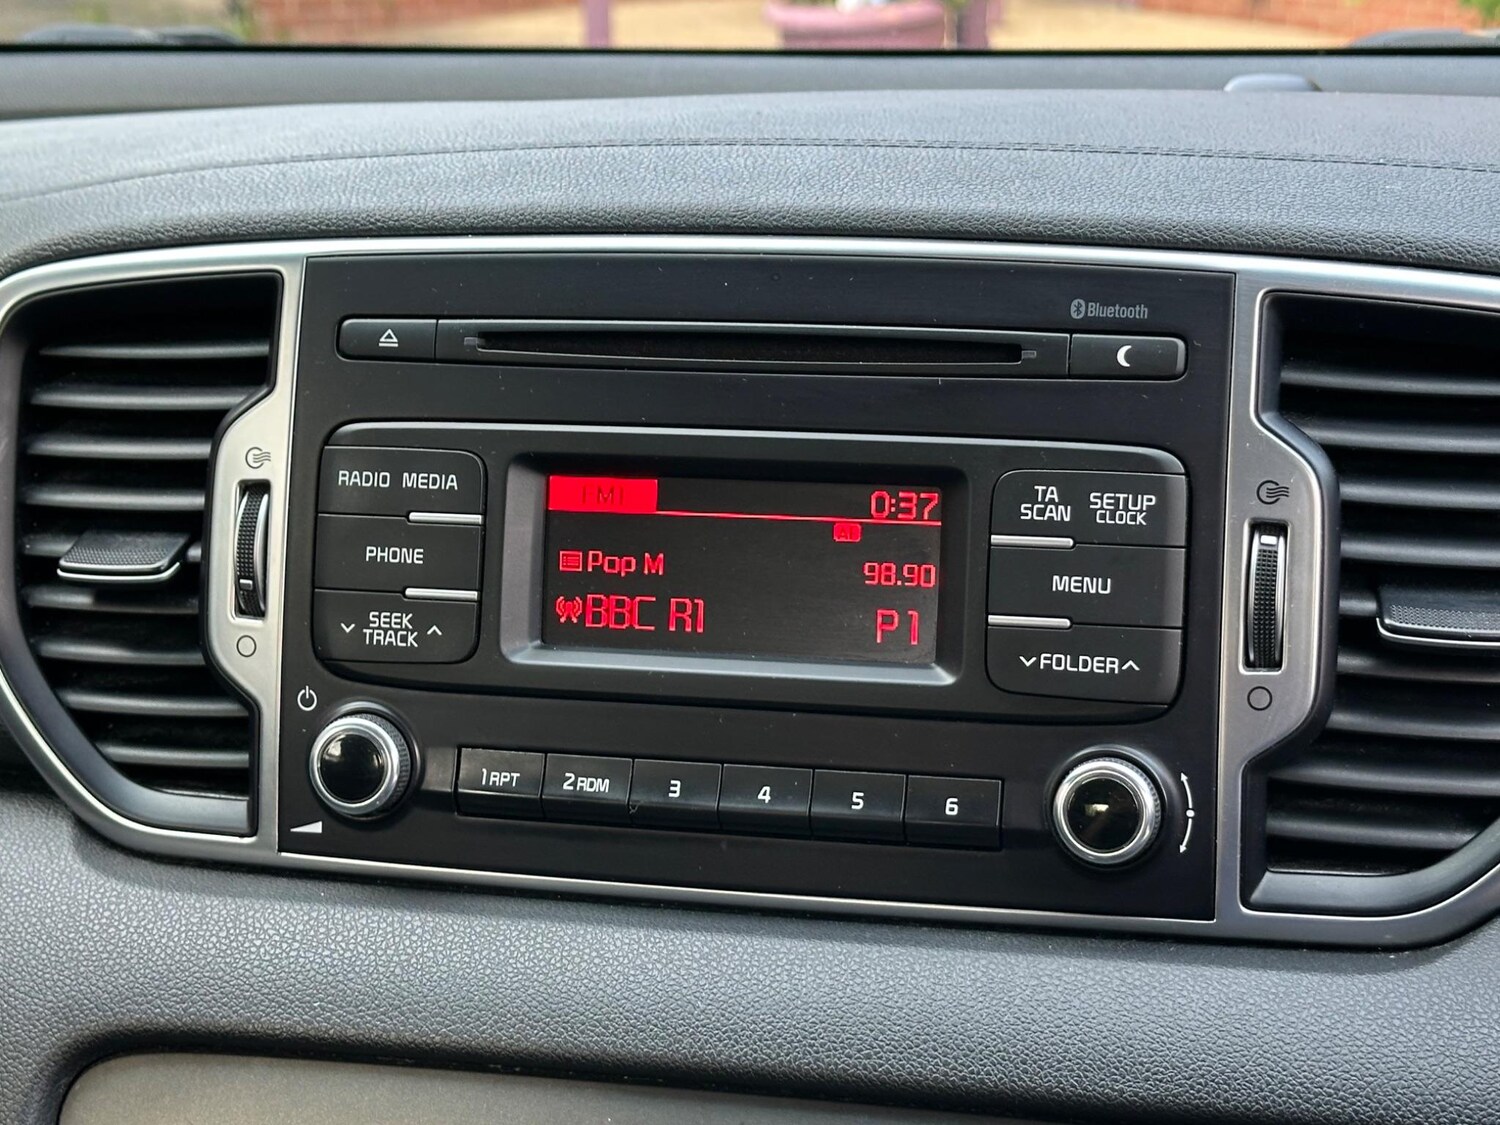 Bluetooth
RADIO MEDIA
PHONE
SEEK
TRACK
FM1
0:37
AF
Pop M
98.90
BBC R1
P1
TA
SCAN
SETUP
CLOCK
MENU
FOLDER
1 RPT
2 RDM
3
4
5
6